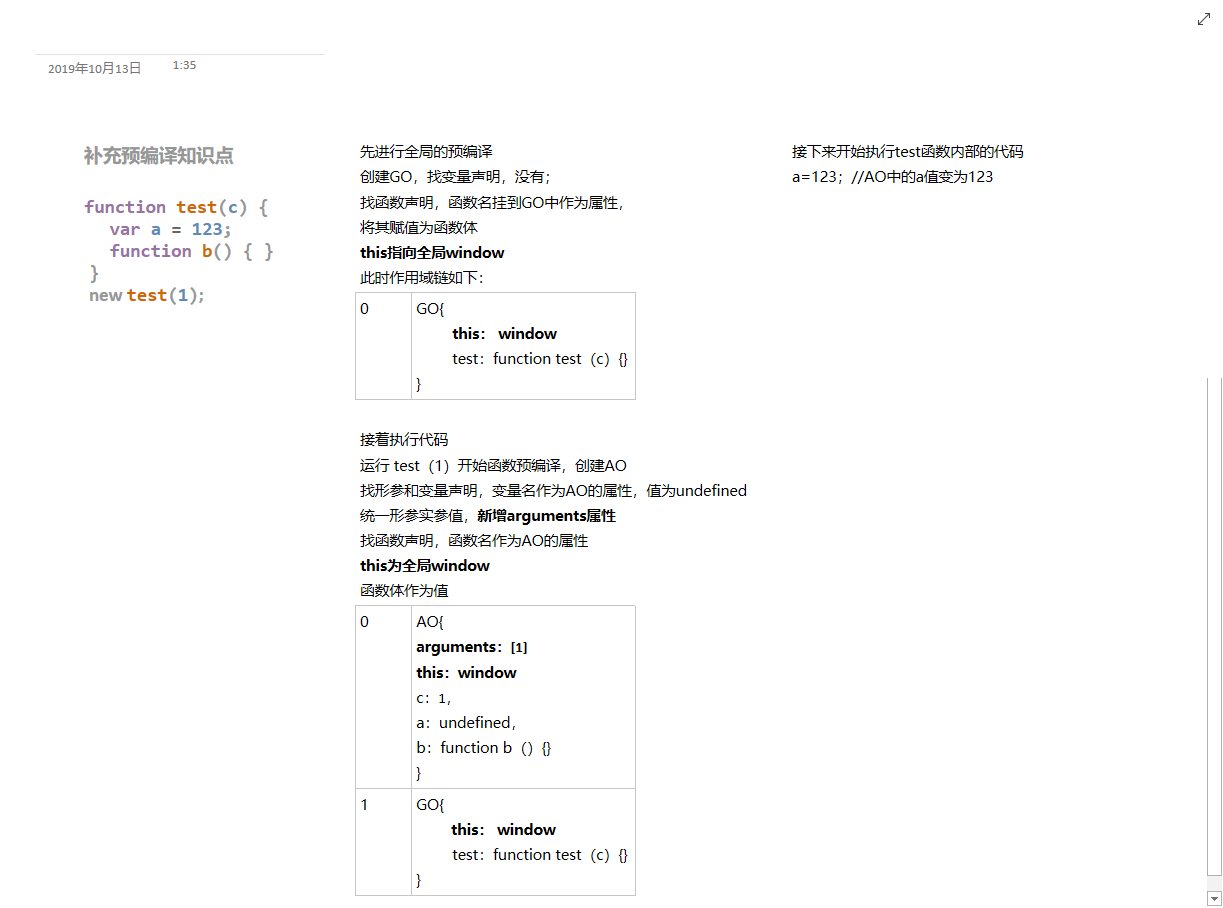 2019年10月13日 1:35
补充预编译知识点
function test(c) {
var a = 123;
function b() { }
}
new test(1);
先进行全局的预编译
创建GO，找变量声明，没有；
找函数声明，函数名挂到GO中作为属性，
将其赋值为函数体
this指向全局window
此时作用域链如下：
0 GO{
this： window
test：function test（c）{}
}
接着执行代码
运行 test（1）开始函数预编译，创建AO
找形参和变量声明，变量名作为AO的属性，值为undefined
统一形参实参值，新增arguments属性
找函数声明，函数名作为AO的属性
this为全局window
函数体作为值
0 AO{
arguments：[1]
this：window
c：1，
a：undefined，
b：function b（）{}
}
1 GO{
this： window
test：function test（c）{}
}
接下来开始执行test函数内部的代码
a=123；//AO中的a值变为123